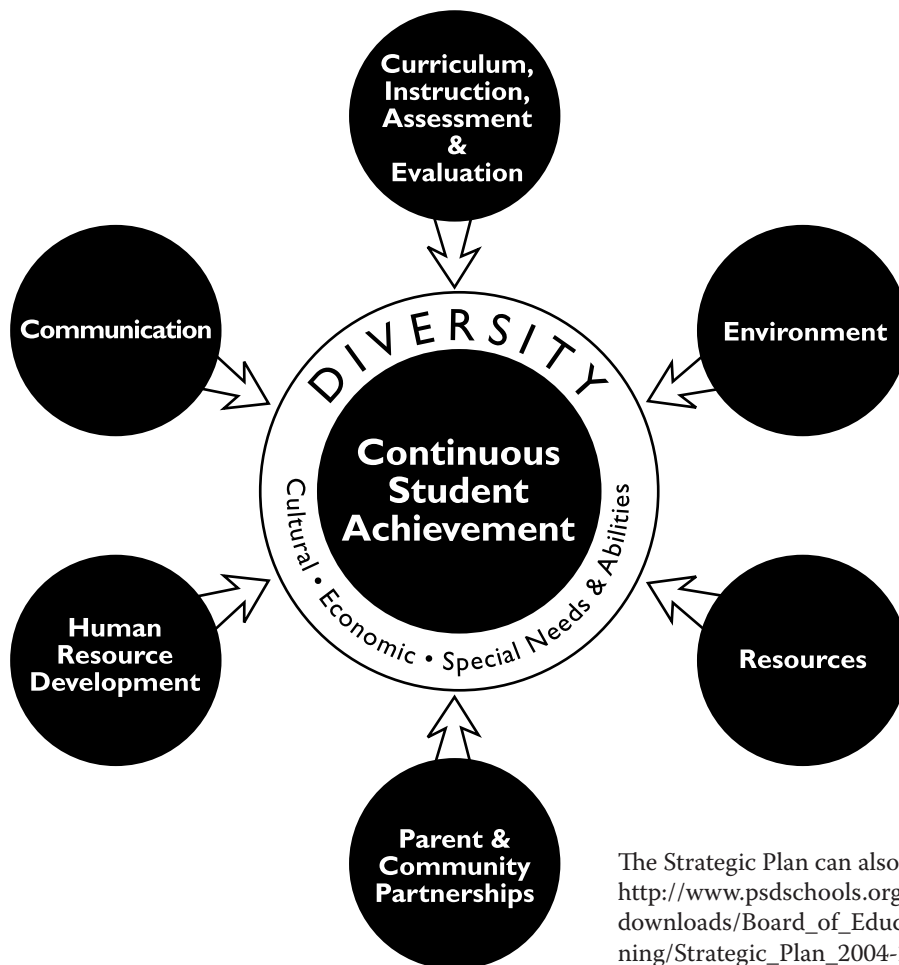 Curriculum,
Instruction,
Assessment
&
Evaluation
Communication
Environment
DIVERSITY
Continuous
Student
Achievement
Cultural • Economic • Special Needs & Abilities
Human
Resource
Development
Resources
Parent &
Community
Partnerships
The Strategic Plan can also
http://www.psdschools.org
downloads/Board_of_Educ
ning/Strategic_Plan_2004-